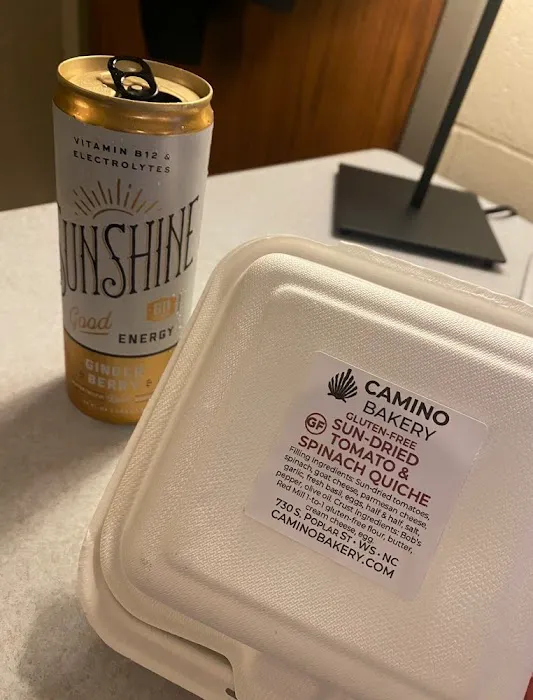 VITAMIN B12 &
ELECTROLYTES
SUNSHINE
Good
ENERGY
GINGER
BERRY
CAMINO
BAKERY
GLUTEN-FREE
GF SUN-DRIED
TOMATO &
SPINACH QUICHE
Filling Ingredients: Sun-dried tomatoes,
spinach, goat cheese, parmesan cheese,
garlic, fresh basil, eggs, half & half, salt,
pepper, olive oil. Crust Ingredients: Bob's
Red Mill 1-to-1 gluten-free flour, butter,
cream cheese, egg.
730 S. POPLAR ST • WS • NC
CAMINOBAKERY.COM